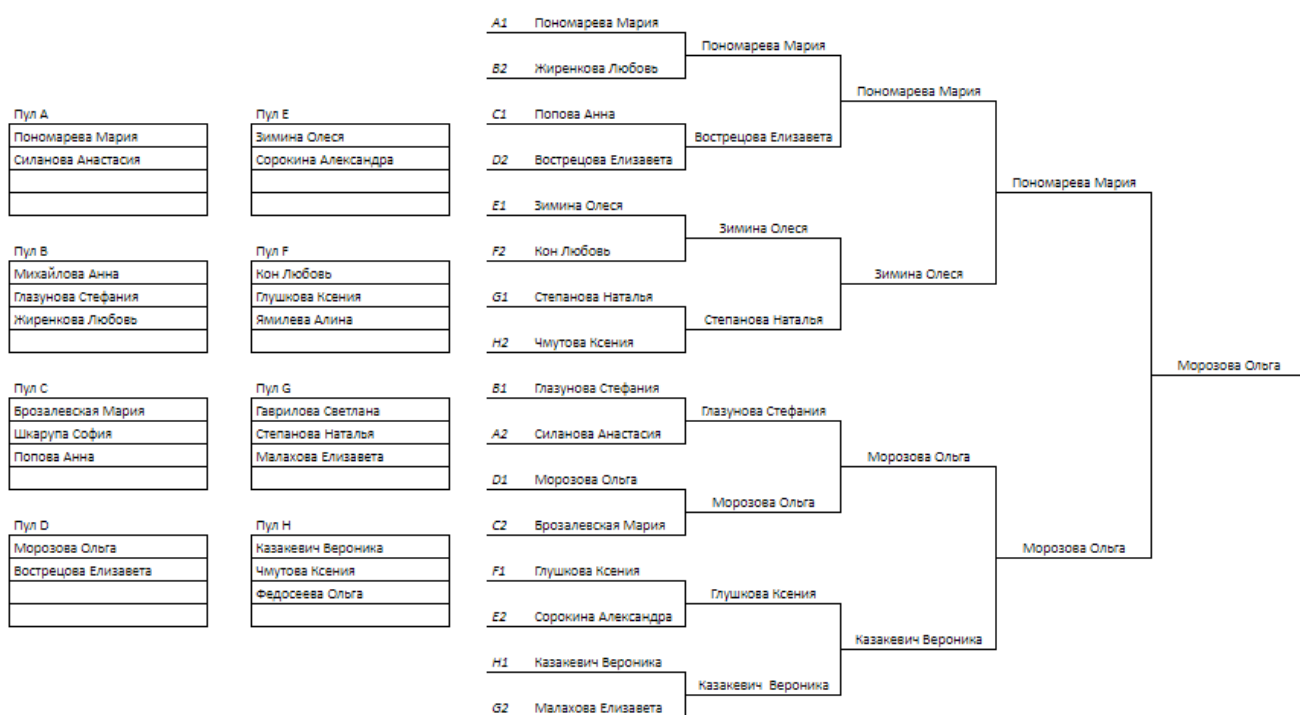 Пул A
Пономарева Мария
Силанова Анастасия
Пул B
Михайлова Анна
Глазунова Стефания
Жиренкова Любовь
Пул C
Брозалевская Мария
Шкарупа София
Попова Анна
Пул D
Морозова Ольга
Вострецова Елизавета
Пул E
Зимина Олеся
Сорокина Александра
Пул F
Кон Любовь
Глушкова Ксения
Ямилева Алина
Пул G
Гаврилова Светлана
Степанова Наталья
Малахова Елизавета
Пул H
Казакевич Вероника
Чмутова Ксения
Федосеева Ольга
A1 Пономарева Мария
B2 Жиренкова Любовь
C1 Попова Анна
D2 Вострецова Елизавета
E1 Зимина Олеся
F2 Кон Любовь
G1 Степанова Наталья
H2 Чмутова Ксения
B1 Глазунова Стефания
A2 Силанова Анастасия
D1 Морозова Ольга
C2 Брозалевская Мария
F1 Глушкова Ксения
E2 Сорокина Александра
H1 Казакевич Вероника
G2 Малахова Елизавета
Пономарева Мария
Вострецова Елизавета
Зимина Олеся
Степанова Наталья
Глазунова Стефания
Морозова Ольга
Глушкова Ксения
Казакевич Вероника
Пономарева Мария
Зимина Олеся
Морозова Ольга
Казакевич Вероника
Пономарева Мария
Морозова Ольга
Морозова Ольга